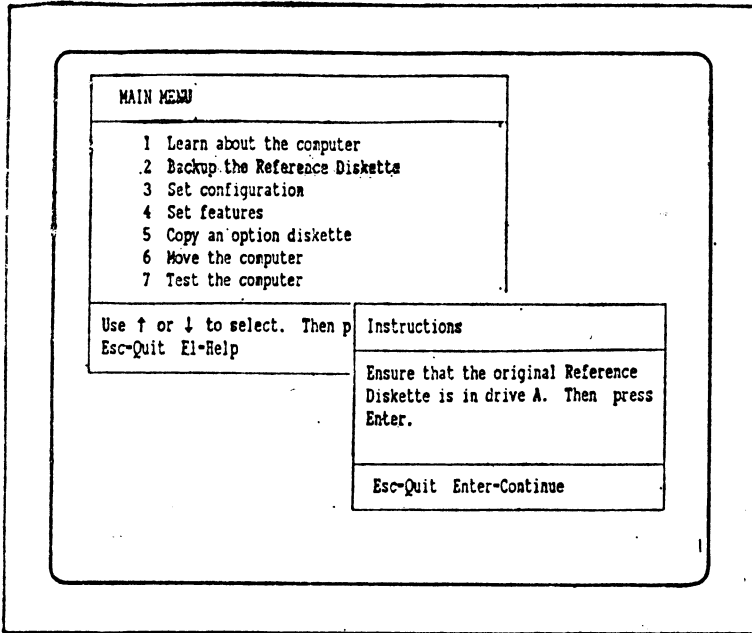 MAIN MENU
1 Learn about the computer
2 Backup the Reference Diskette
3 Set configuration
4 Set features
5 Copy an option diskette
6 Move the computer
7 Test the computer
Use ↑ or ↓ to select. Then p
Esc=Quit F1=Help
Instructions
Ensure that the original Reference
Diskette is in drive A. Then press
Enter.
Esc=Quit Enter=Continue